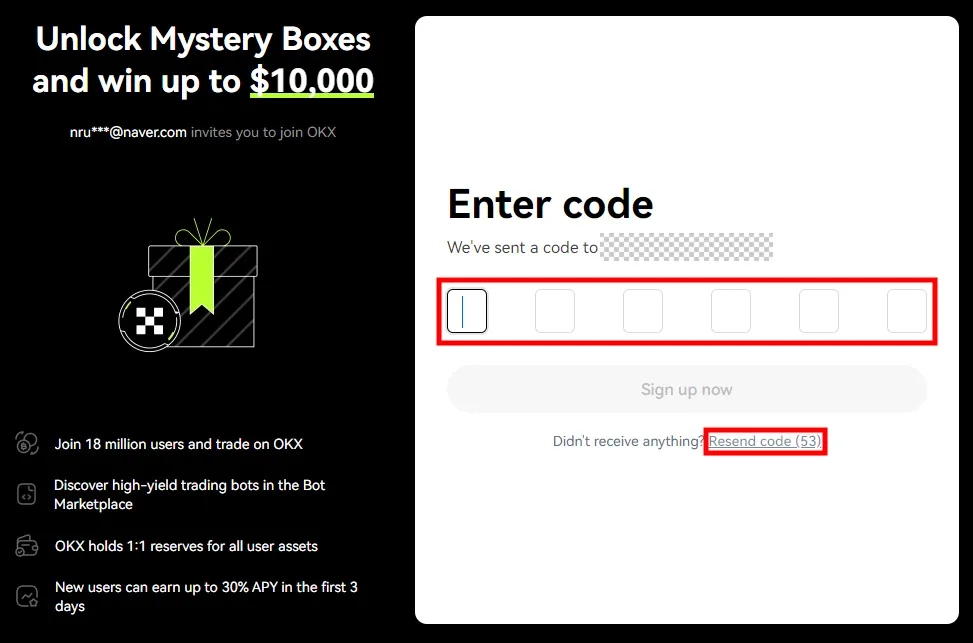 Unlock Mystery Boxes
and win up to $10,000
nru***@naver.com invites you to join OKX
Join 18 million users and trade on OKX
Discover high-yield trading bots in the Bot
Marketplace
OKX holds 1:1 reserves for all user assets
New users can earn up to 30% APY in the first 3
days
Enter code
We've sent a code to
Sign up now
Didn't receive anything? Resend code (53)